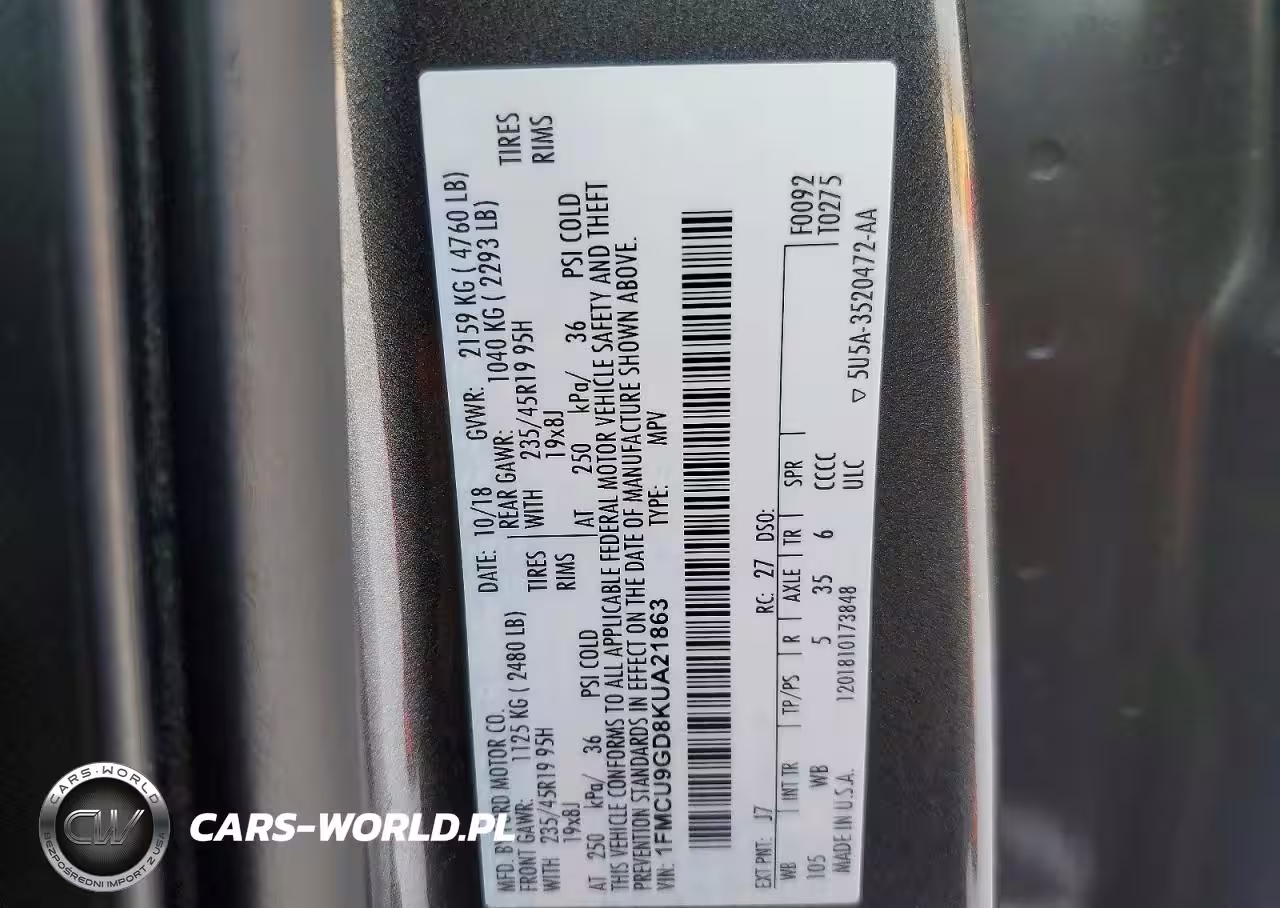 MFD. BY FORD MOTOR CO.
DATE: 10/18 GVWR: 2159 KG ( 4760 LB)
FRONT GAWR: 1125 KG ( 2480 LB)
REAR GAWR: 1040 KG ( 2293 LB)
WITH 235/45R19 95H TIRES
WITH 235/45R19 95H TIRES
19x8J RIMS
19x8J RIMS
AT 250 kPa/ 36 PSI COLD
AT 250 kPa/ 36 PSI COLD
THIS VEHICLE CONFORMS TO ALL APPLICABLE FEDERAL MOTOR VEHICLE SAFETY AND THEFT
PREVENTION STANDARDS IN EFFECT ON THE DATE OF MANUFACTURE SHOWN ABOVE.
VIN: 1FMCU9GD8KUA21863 TYPE: MPV
EXT PNT: J7 RC: 27 DSO:
WB INT TR TP/PS R AXLE TR SPR F0092
105 WB 5 35 6 CCCC T0275
MADE IN U.S.A. 1201810173848 ULC ▽ 5U5A-3520472-AA
CARS-WORLD
CW
BEZPOŚREDNI IMPORT Z USA
CARS-WORLD.PL